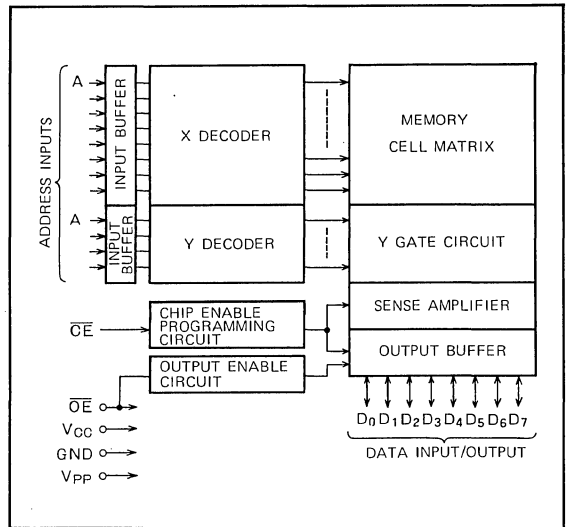 ADDRESS INPUTS
A
INPUT BUFFER
X DECODER
MEMORY
CELL MATRIX
A
INPUT
BUFFER
Y DECODER
Y GATE CIRCUIT
CE
CHIP ENABLE
PROGRAMMING
CIRCUIT
SENSE AMPLIFIER
OUTPUT BUFFER
OUTPUT ENABLE
CIRCUIT
OE
VCC
GND
VPP
D0 D1 D2 D3 D4 D5 D6 D7
DATA INPUT/OUTPUT